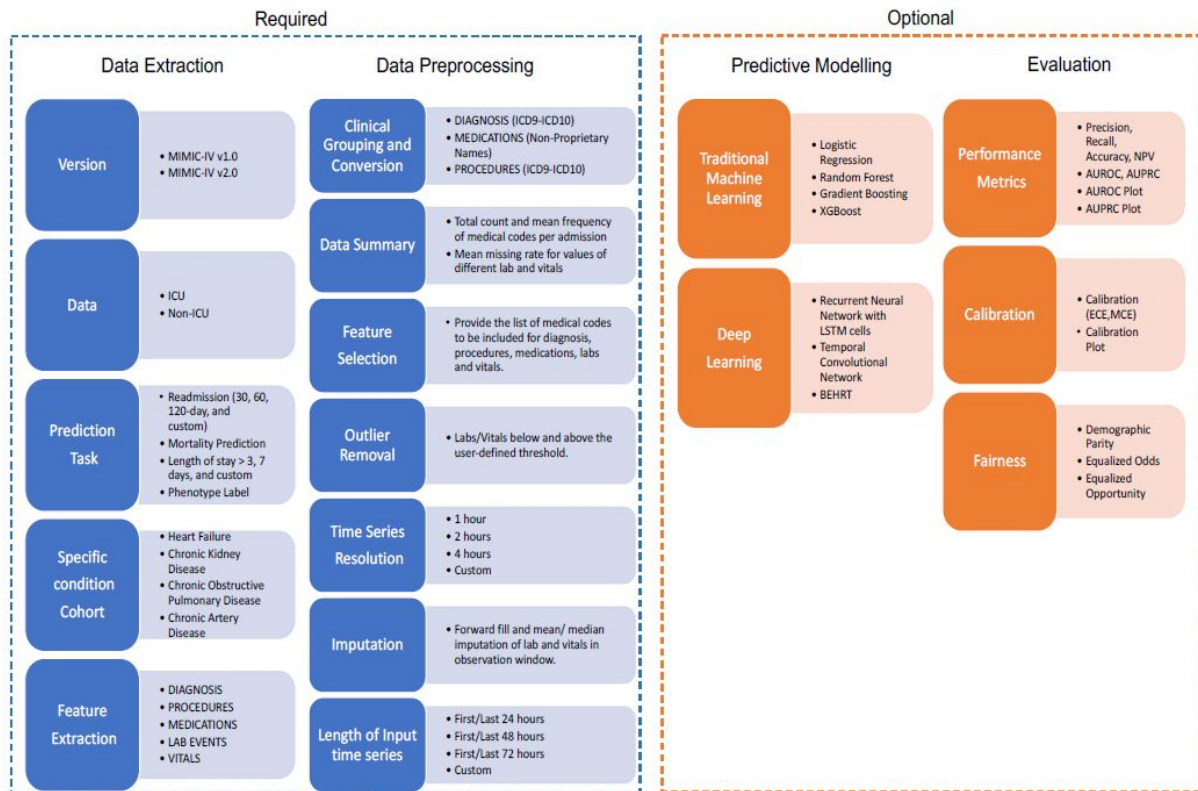 Required
Data Extraction
Version
• MIMIC-IV v1.0
• MIMIC-IV v2.0
Data
• ICU
• Non-ICU
Prediction
Task
• Readmission (30, 60,
120-day, and
custom)
• Mortality Prediction
• Length of stay > 3, 7
days, and custom
• Phenotype Label
Specific
condition
Cohort
• Heart Failure
• Chronic Kidney
Disease
• Chronic Obstructive
Pulmonary Disease
• Chronic Artery
Disease
Feature
Extraction
• DIAGNOSIS
• PROCEDURES
• MEDICATIONS
• LAB EVENTS
• VITALS
Data Preprocessing
Clinical
Grouping and
Conversion
• DIAGNOSIS (ICD9-ICD10)
• MEDICATIONS (Non-Proprietary
Names)
• PROCEDURES (ICD9-ICD10)
Data Summary
• Total count and mean frequency
of medical codes per admission
• Mean missing rate for values of
different lab and vitals
Feature
Selection
• Provide the list of medical codes
to be included for diagnosis,
procedures, medications, labs
and vitals.
Outlier
Removal
• Labs/Vitals below and above the
user-defined threshold.
Time Series
Resolution
• 1 hour
• 2 hours
• 4 hours
• Custom
Imputation
• Forward fill and mean/ median
imputation of lab and vitals in
observation window.
Length of Input
time series
• First/Last 24 hours
• First/Last 48 hours
• First/Last 72 hours
• Custom
Optional
Predictive Modelling
Traditional
Machine
Learning
• Logistic
Regression
• Random Forest
• Gradient Boosting
• XGBoost
Deep
Learning
• Recurrent Neural
Network with
LSTM cells
• Temporal
Convolutional
Network
• BEHRT
Evaluation
Performance
Metrics
• Precision,
Recall,
Accuracy, NPV
• AUROC, AUPRC
• AUROC Plot
• AUPRC Plot
Calibration
• Calibration
(ECE,MCE)
• Calibration
Plot
Fairness
• Demographic
Parity
• Equalized Odds
• Equalized
Opportunity